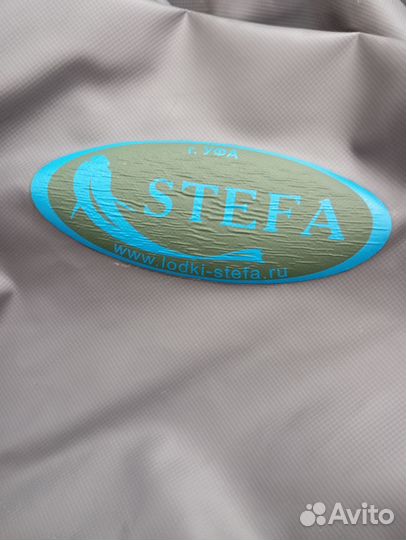 г. УФА
STEFA
www.lodki-stefa.ru
Avito